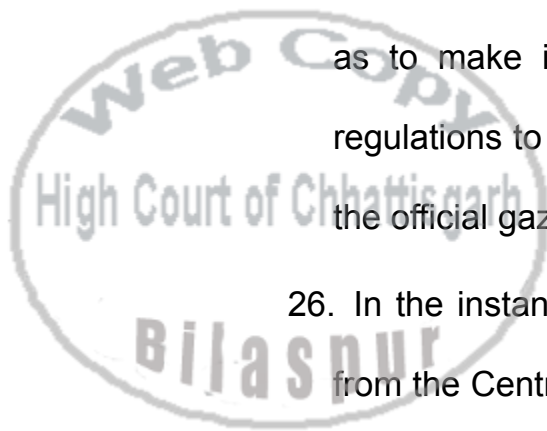 Web Copy
High Court of Chhattisgarh
Bilaspur
as to make i
regulations to
the official gaz
26. In the instan
from the Centr